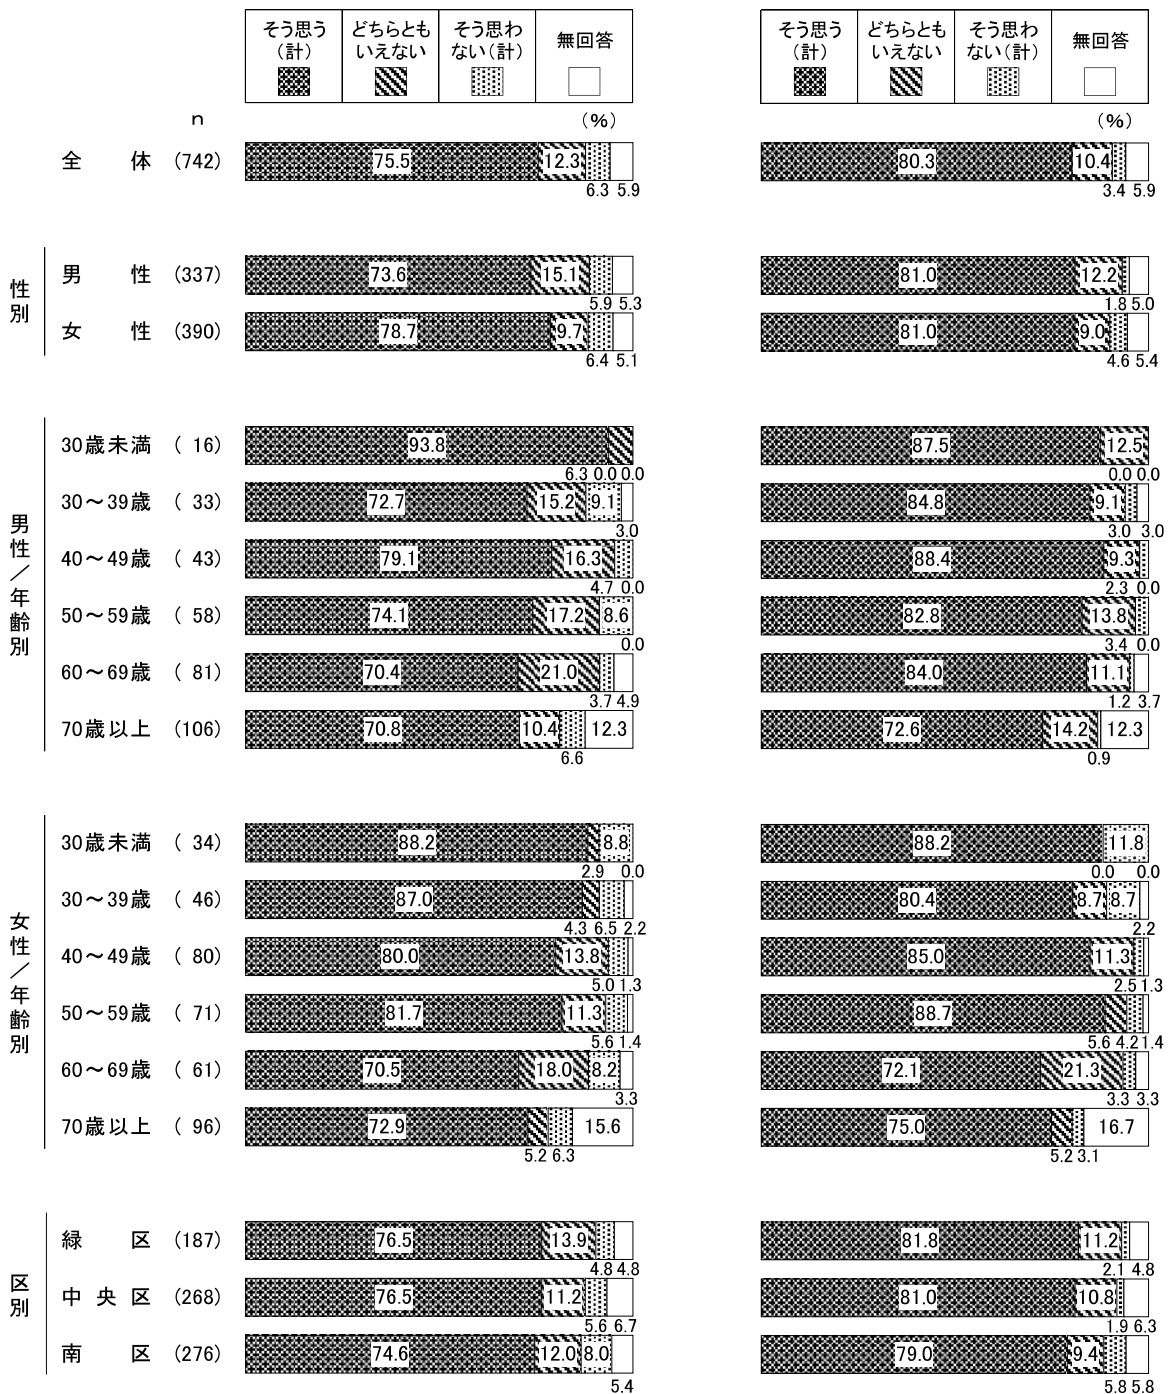 そう思う
（計）
どちらとも
いえない
そう思わ
ない（計）
無回答
そう思う
（計）
どちらとも
いえない
そう思わ
ない（計）
無回答
ｎ （％） （％）
全 体 (742) 75.5 12.3 80.3 10.4
6.3 5.9 3.4 5.9
性別
男 性 (337) 73.6 15.1 81.0 12.2
5.9 5.3 1.8 5.0
女 性 (390) 78.7 9.7 81.0 9.0
6.4 5.1 4.6 5.4
男性／年齢別
30歳未満 ( 16) 93.8 87.5 12.5
6.3 0.0 0.0 0.0 0.0
30～39歳 ( 33) 72.7 15.2 9.1 84.8 9.1
3.0 3.0 3.0
40～49歳 ( 43) 79.1 16.3 88.4 9.3
4.7 0.0 2.3 0.0
50～59歳 ( 58) 74.1 17.2 8.6 82.8 13.8
0.0 3.4 0.0
60～69歳 ( 81) 70.4 21.0 84.0 11.1
3.7 4.9 1.2 3.7
70歳以上 (106) 70.8 10.4 12.3 72.6 14.2 12.3
6.6 0.9
女性／年齢別
30歳未満 ( 34) 88.2 8.8 88.2 11.8
2.9 0.0 0.0 0.0
30～39歳 ( 46) 87.0 80.4 8.7 8.7
4.3 6.5 2.2 2.2
40～49歳 ( 80) 80.0 13.8 85.0 11.3
5.0 1.3 2.5 1.3
50～59歳 ( 71) 81.7 11.3 88.7
5.6 1.4 5.6 4.2 1.4
60～69歳 ( 61) 70.5 18.0 8.2 72.1 21.3
3.3 3.3 3.3
70歳以上 ( 96) 72.9 15.6 75.0 16.7
5.2 6.3 5.2 3.1
区別
緑 区 (187) 76.5 13.9 81.8 11.2
4.8 4.8 2.1 4.8
中 央 区 (268) 76.5 11.2 81.0 10.8
5.6 6.7 1.9 6.3
南 区 (276) 74.6 12.0 8.0 79.0 9.4
5.4 5.8 5.8